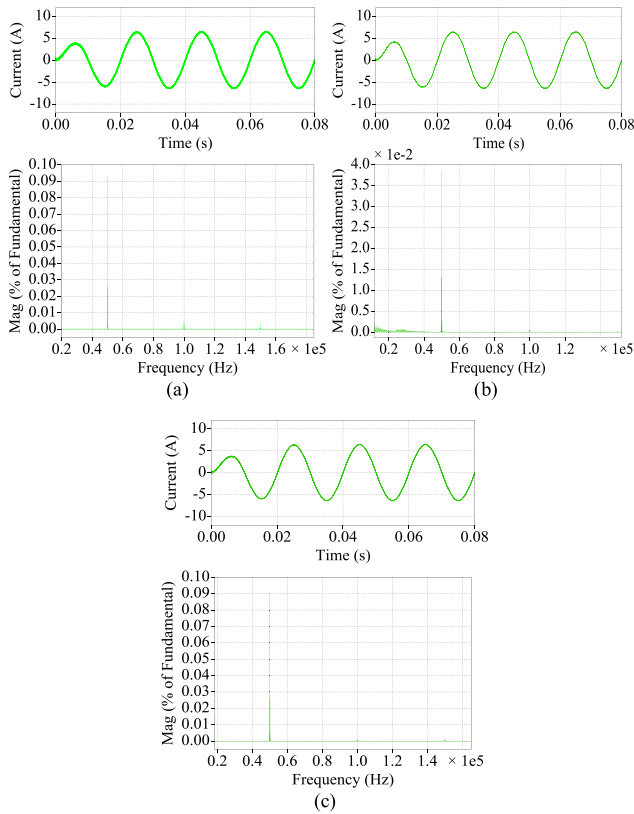 Current (A)
10
5
0
-5
-10
0.00 0.02 0.04 0.06 0.08
Time (s)
Mag (% of Fundamental)
0.10
0.09
0.08
0.07
0.06
0.05
0.04
0.03
0.02
0.01
0.00
0.2 0.6 1.0 1.4 1.6 × 1e5
Frequency (Hz)
(a)
Current (A)
10
5
0
-5
-10
0.00 0.02 0.04 0.06 0.08
Time (s)
× 1e-2
Mag (% of Fundamental)
4.0
3.5
3.0
2.5
2.0
1.5
1.0
0.5
0.0
0.2 0.4 0.6 0.8 1.0 1.2 ×1e5
Frequency (Hz)
(b)
Current (A)
10
5
0
-5
-10
0.00 0.02 0.04 0.06 0.08
Time (s)
Mag (% of Fundamental)
0.10
0.09
0.08
0.07
0.06
0.05
0.04
0.03
0.02
0.01
0.00
0.2 0.4 0.6 0.8 1.0 1.2 1.4 × 1e5
Frequency (Hz)
(c)